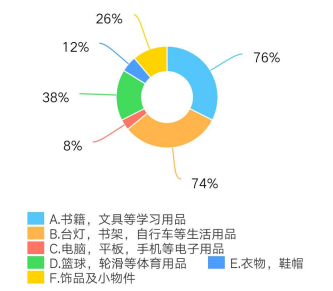 26%
12%
76%
38%
8%
74%
A.书籍，文具等学习用品
B.台灯，书架，自行车等生活用品
C.电脑，平板，手机等电子用品
D.篮球，轮滑等体育用品 E.衣物，鞋帽
F.饰品及小物件